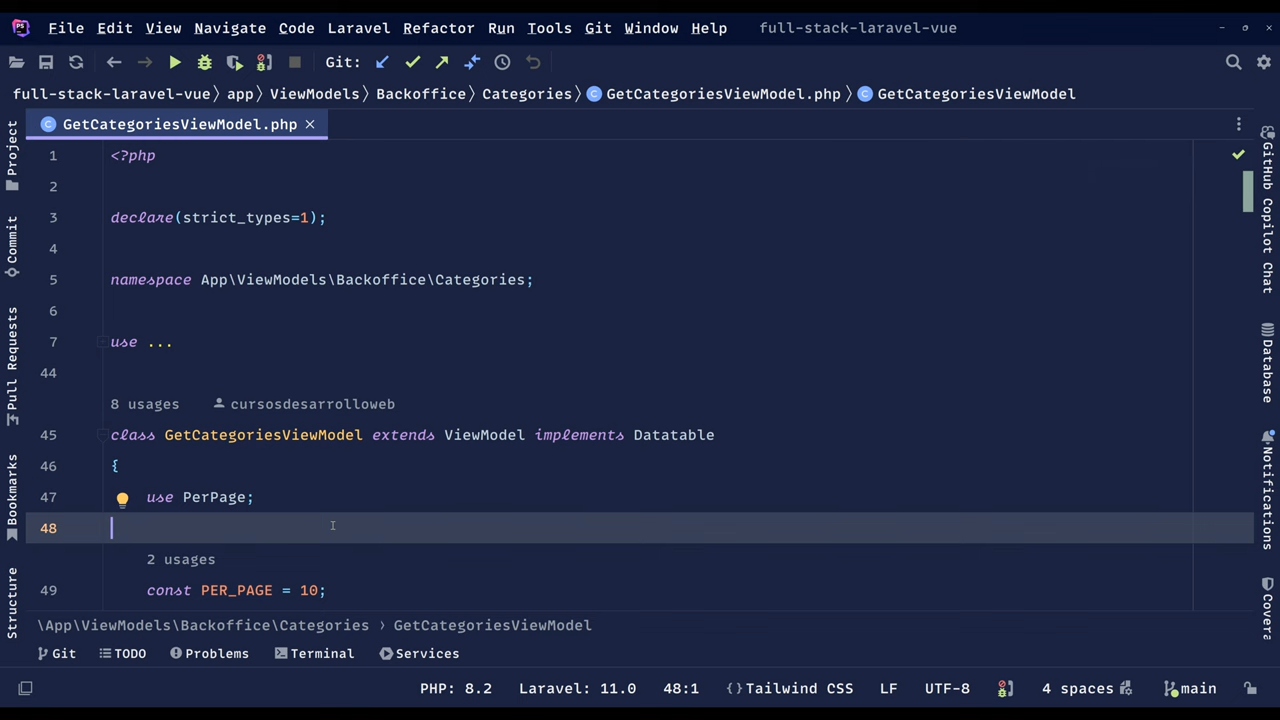 PS File Edit View Navigate Code Laravel Refactor Run Tools Git Window Help full-stack-laravel-vue
Git:
full-stack-laravel-vue 〉 app 〉 ViewModels 〉 Backoffice 〉 Categories 〉 C GetCategoriesViewModel.php 〉 C GetCategoriesViewModel
C GetCategoriesViewModel.php
Project
Commit
Pull Requests
Bookmarks
Structure
1 <?php
2
3 declare(strict_types=1);
4
5 namespace App\ViewModels\Backoffice\Categories;
6
7 use ...
44
8 usages cursosdesarrolloweb
45 class GetCategoriesViewModel extends ViewModel implements Datatable
46 {
47 use PerPage;
48
2 usages
49 const PER_PAGE = 10;
GitHub Copilot Chat
Database
Notifications
Covera
\App\ViewModels\Backoffice\Categories › GetCategoriesViewModel
Git TODO Problems Terminal Services
PHP: 8.2 Laravel: 11.0 48:1 {} Tailwind CSS LF UTF-8 4 spaces main